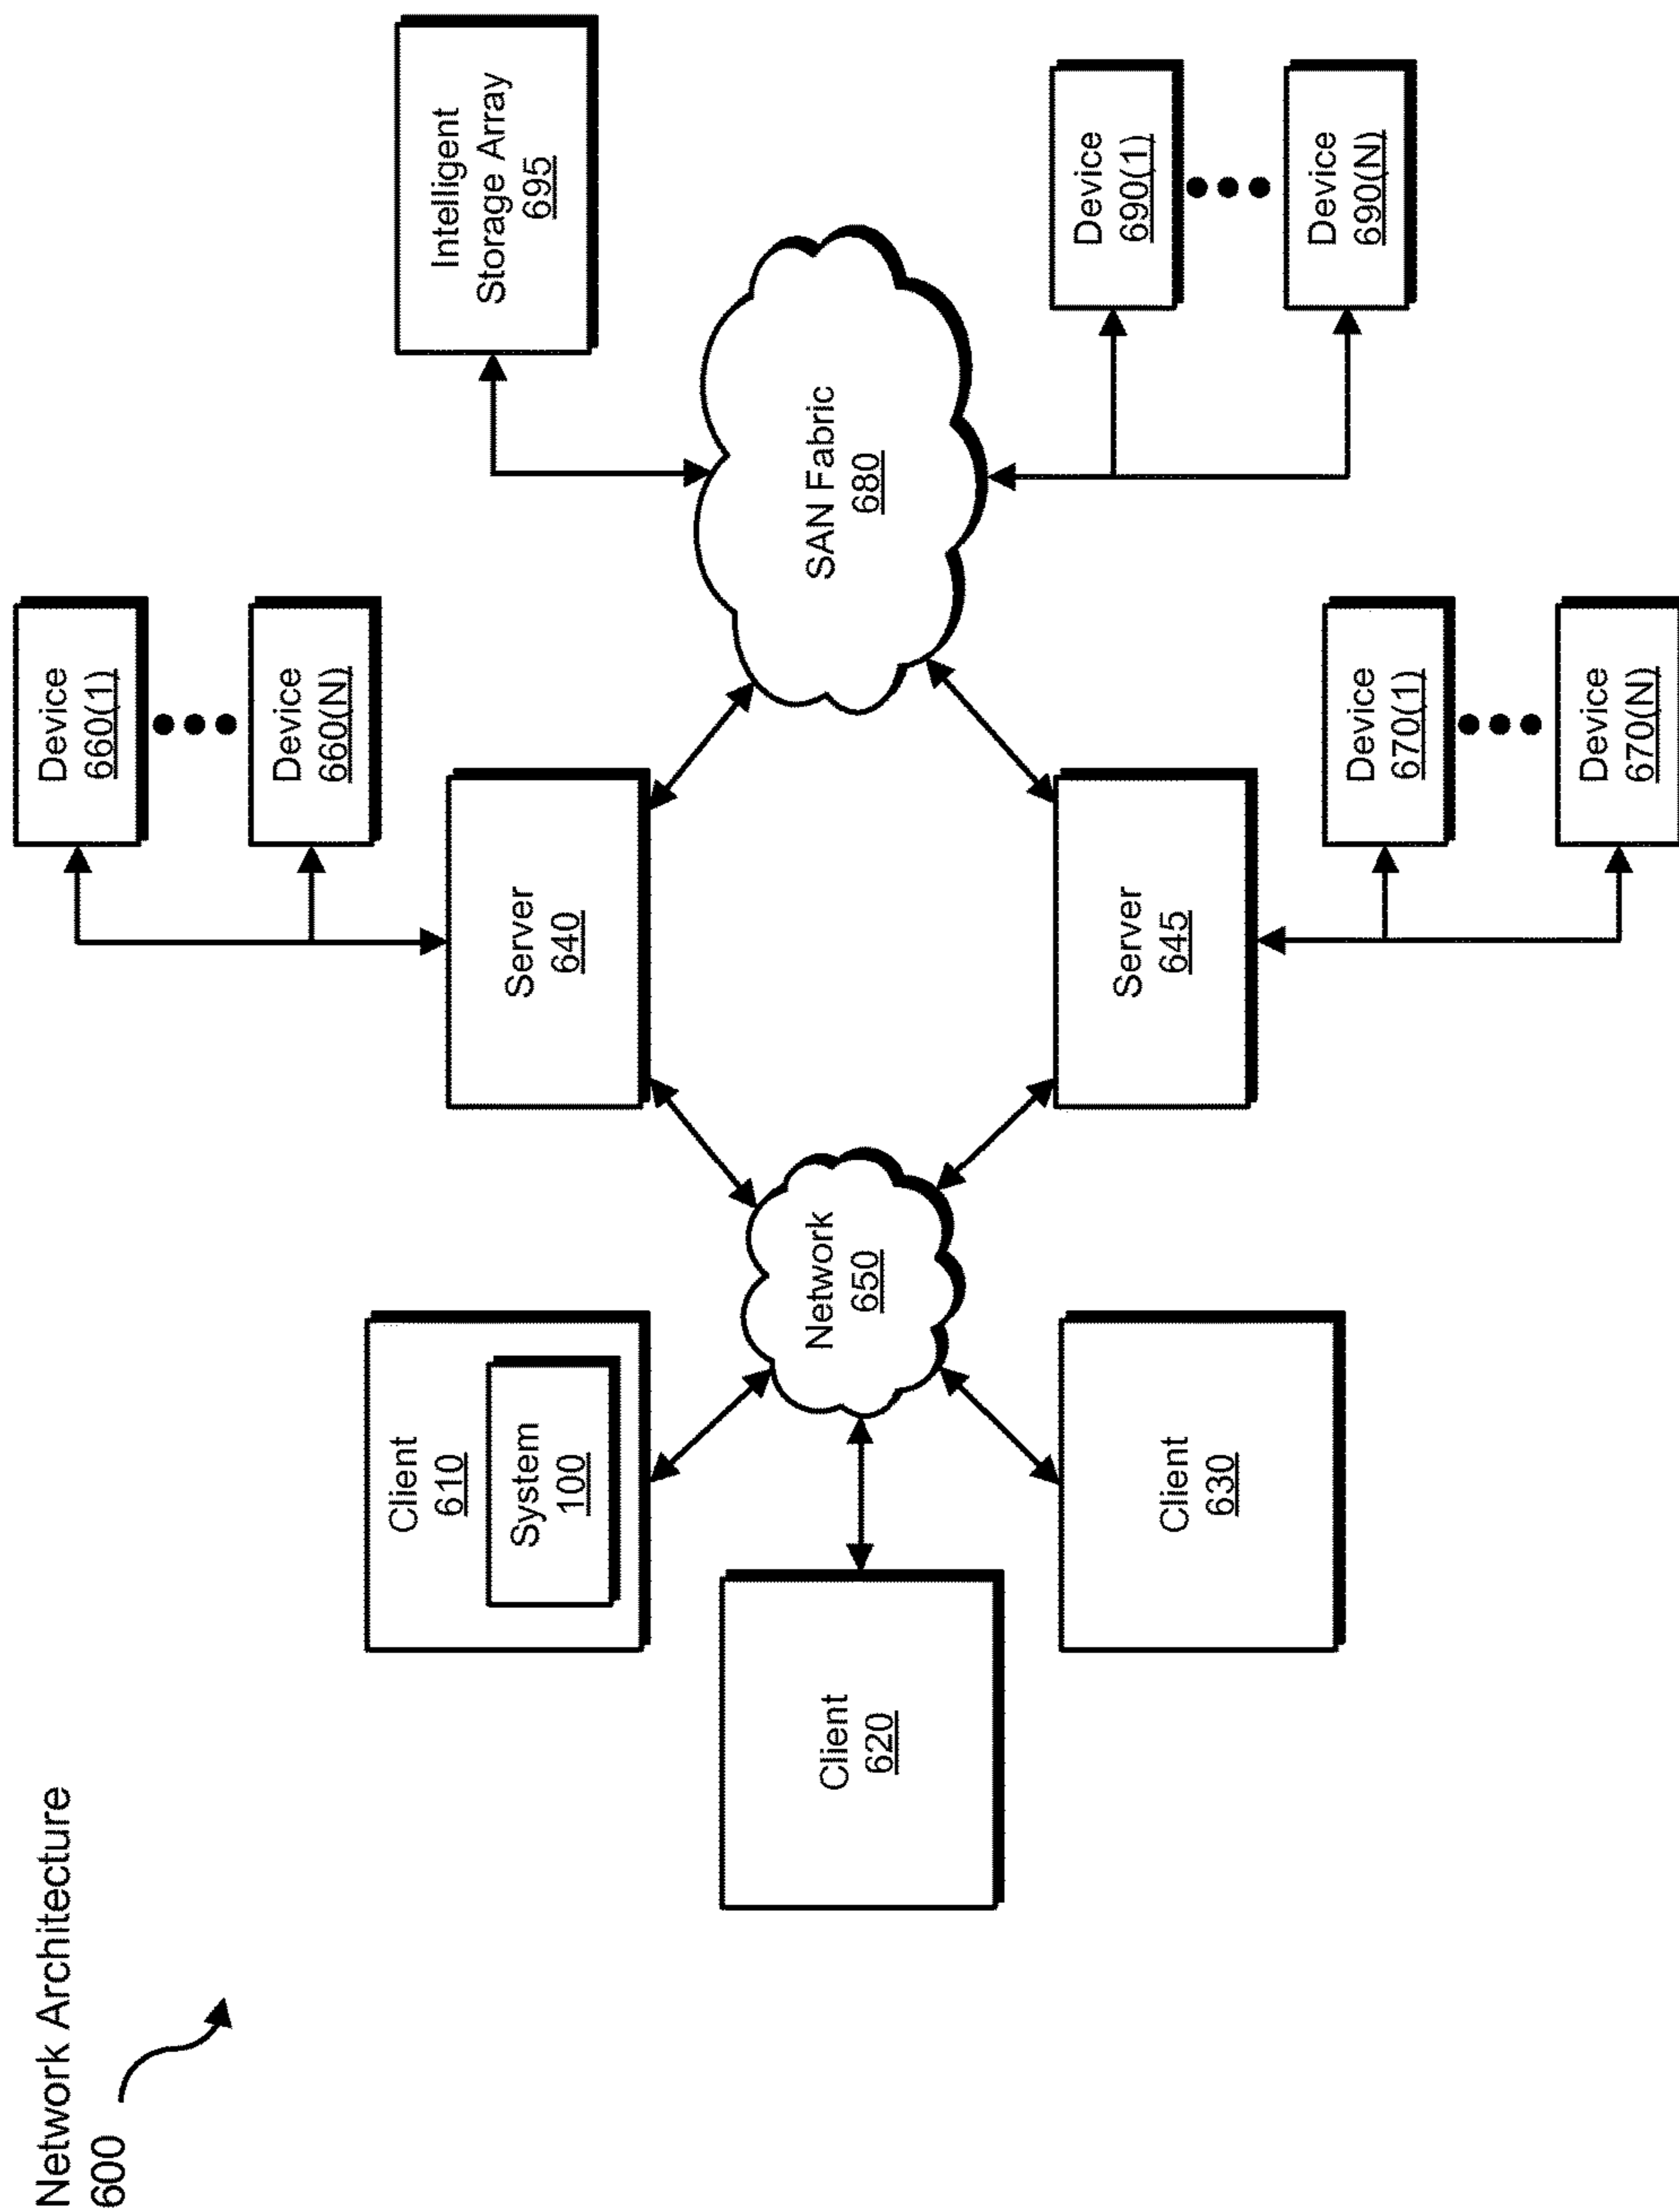 Network Architecture
600
Client
610
System
100
Client
620
Client
630
Network
650
Server
640
Server
645
Device
660(1)
Device
660(N)
Device
670(1)
Device
670(N)
SAN Fabric
680
Intelligent
Storage Array
695
Device
690(1)
Device
690(N)